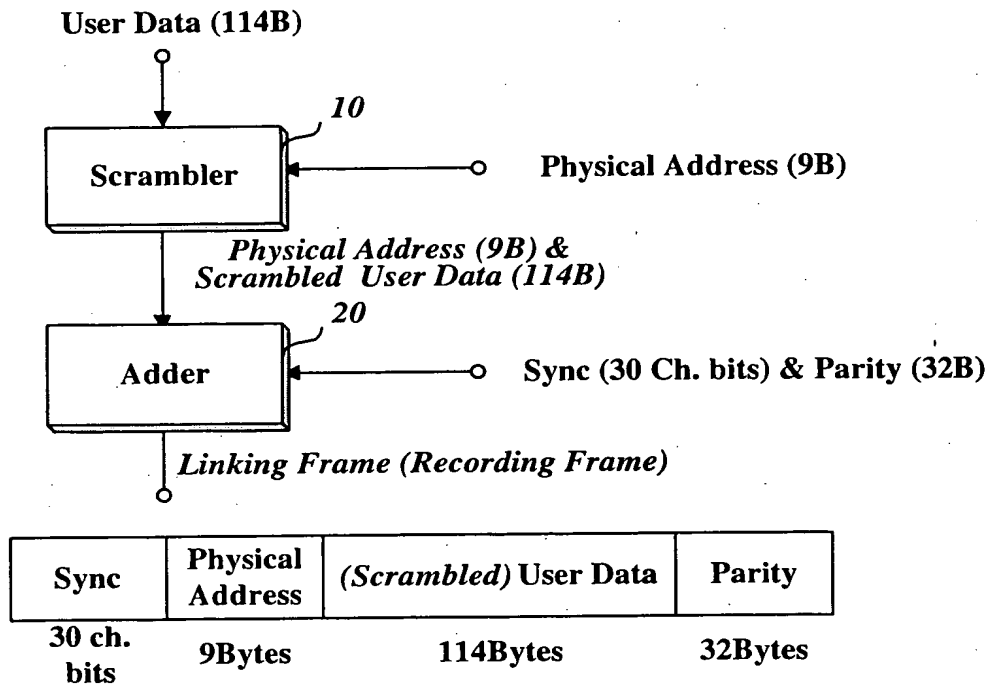 User Data (114B)
10
Scrambler
Physical Address (9B)
Physical Address (9B) &
Scrambled User Data (114B)
20
Adder
Sync (30 Ch. bits) & Parity (32B)
Linking Frame (Recording Frame)
Sync
Physical
Address
(Scrambled) User Data
Parity
30 ch.
bits
9Bytes
114Bytes
32Bytes